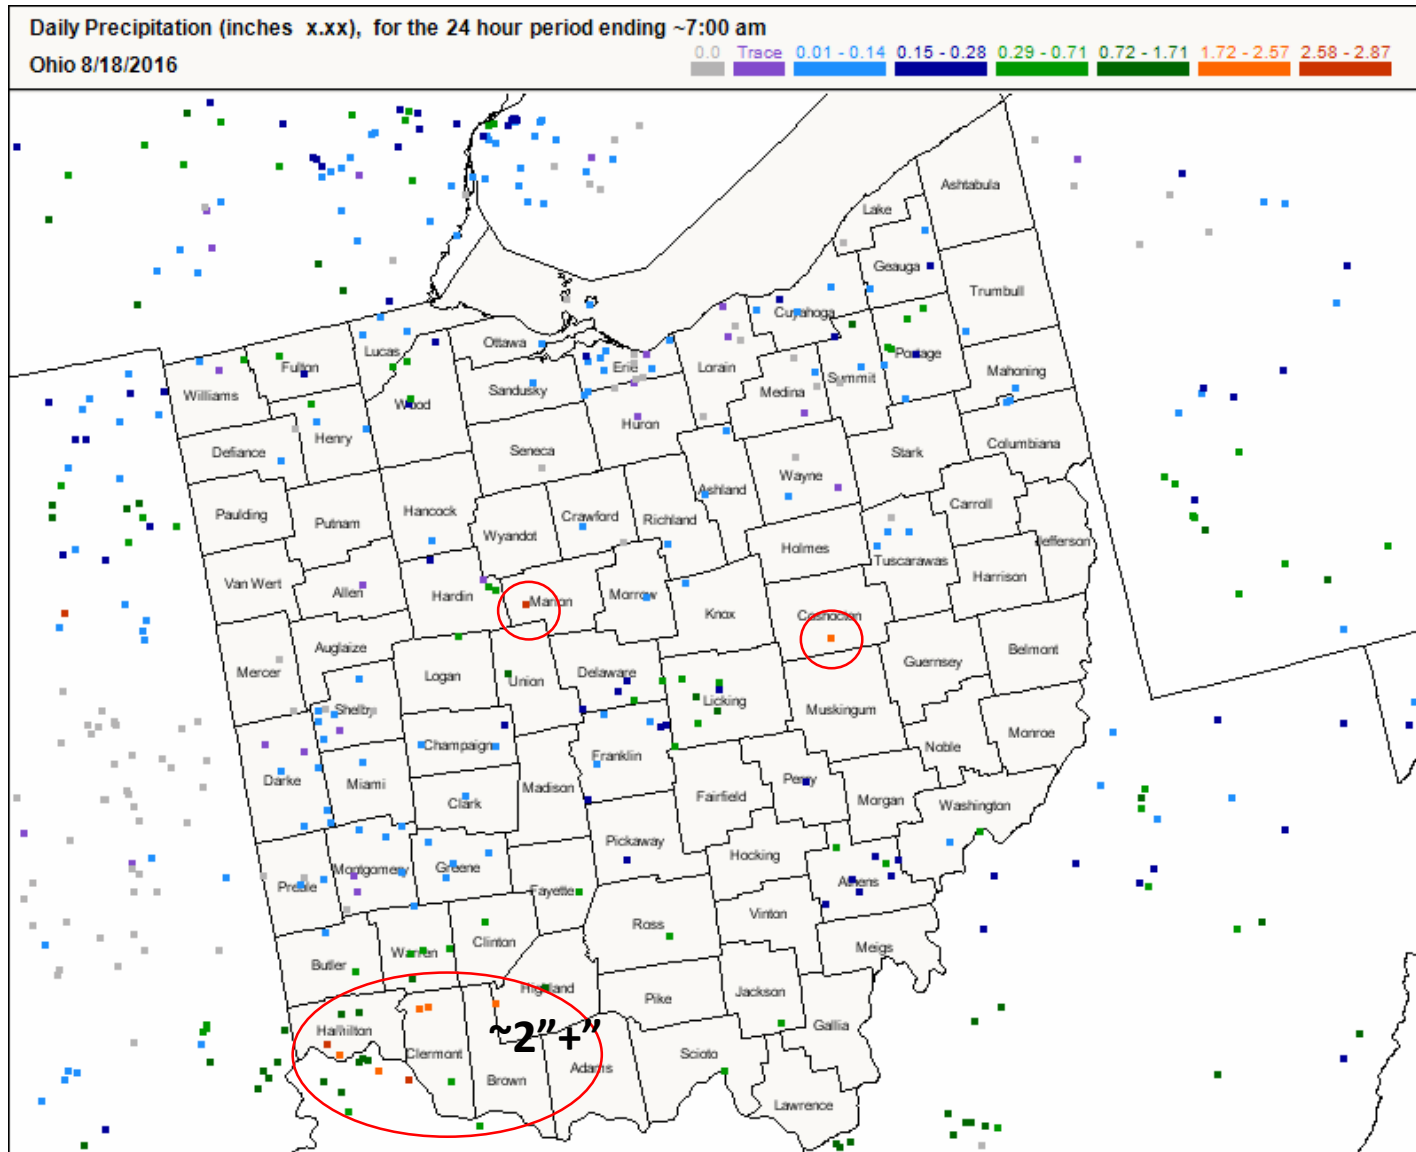 Daily Precipitation (inches  x.xx),  for the 24 hour period ending ~7:00 am
Ohio 8/18/2016
0.0 Trace 0.01 - 0.14 0.15 - 0.28 0.29 - 0.71 0.72 - 1.71 1.72 - 2.57 2.58 - 2.87
Ashtabula
Lake
Geauga
Trumbull
Cuyahoga
Ottawa
Lucas
Fulton
Williams
Erie
Lorain
Portage
Mahoning
Sandusky
Medina
Summit
Wood
Huron
Henry
Defiance
Seneca
Stark
Columbiana
Wayne
Ashland
Carroll
Paulding
Putnam
Hancock
Crawford
Richland
Wyandot
Holmes
Jefferson
Tuscarawas
Harrison
Van Wert
Allen
Hardin
Marion
Morrow
Knox
Coshocton
Auglaize
Mercer
Logan
Union
Delaware
Guernsey
Belmont
Licking
Shelby
Muskingum
Monroe
Noble
Champaign
Franklin
Darke
Miami
Madison
Perry
Clark
Fairfield
Morgan
Washington
Pickaway
Hocking
Montgomery
Greene
Preble
Fayette
Athens
Vinton
Ross
Clinton
Warren
Butler
Meigs
Highland
Pike
Jackson
Gallia
Hamilton
~2”+”
Clermont
Scioto
Adams
Brown
Lawrence